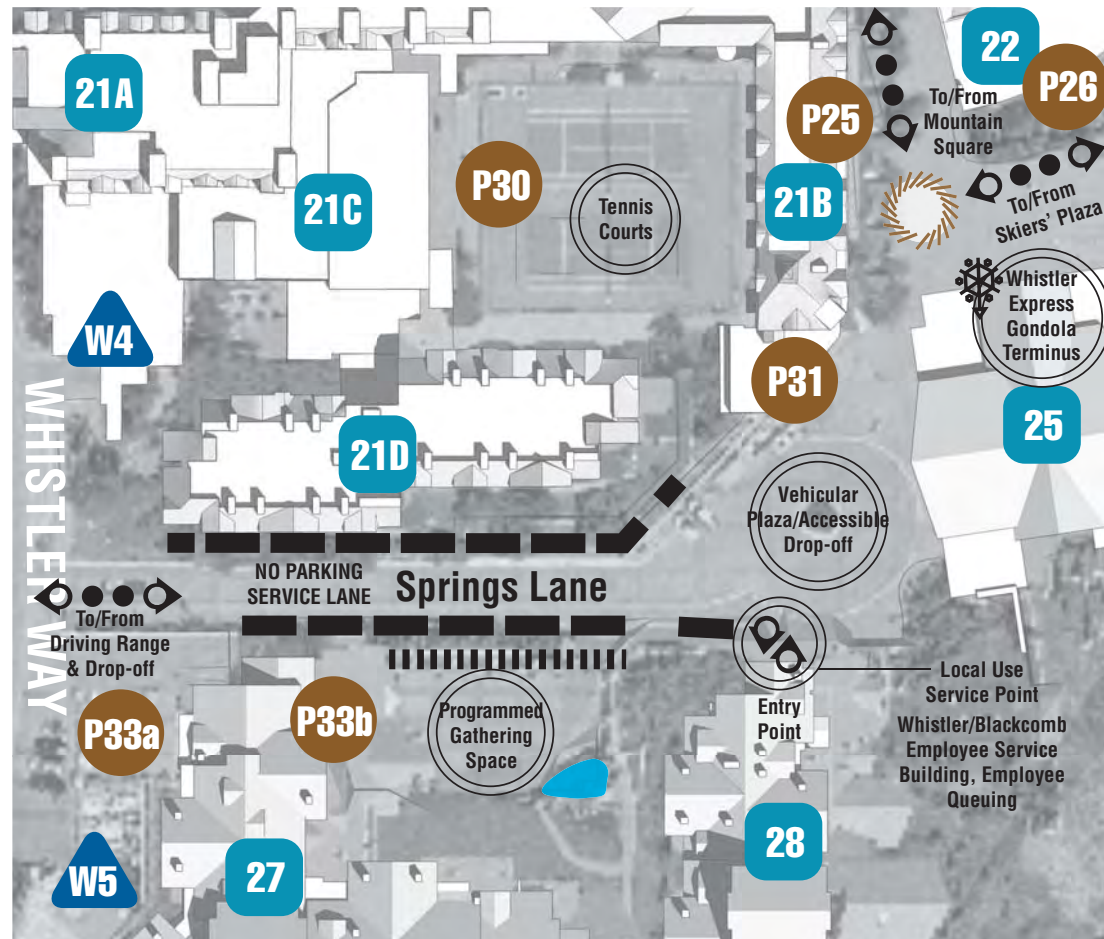 21A
22
P26
P25
To/From
Mountain
Square
P30
Tennis
Courts
21C
21B
To/From
Skiers' Plaza
Whistler
Express
Gondola
Terminus
W4
P31
25
21D
WHISTLER WAY
Vehicular
Plaza/Accessible
Drop-off
NO PARKING
SERVICE LANE
Springs Lane
To/From
Driving Range
& Drop-off
Local Use
Service Point
Whistler/Blackcomb
Employee Service
Building, Employee
Queuing
Entry
Point
P33a
P33b
Programmed
Gathering
Space
W5
27
28